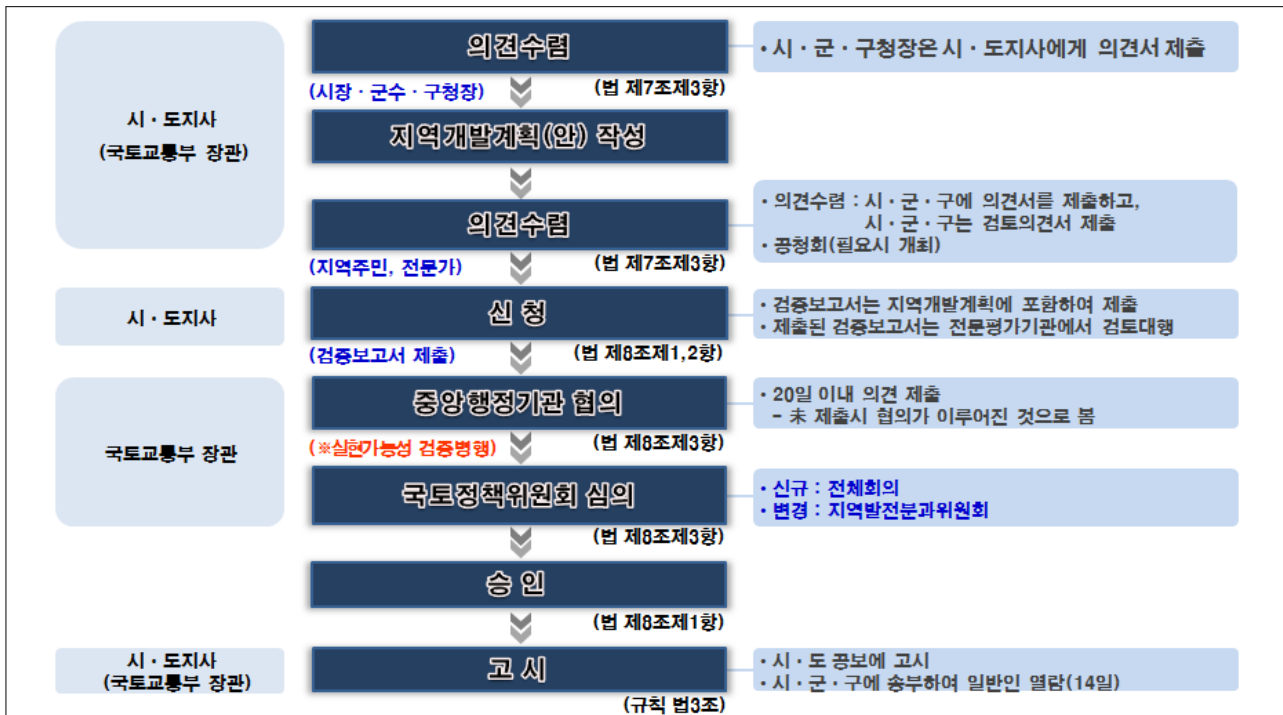 의견수렴
• 시 · 군 · 구청장은 시 · 도지사에게 의견서 제출
(시장 · 군수 · 구청장)
(법 제7조제3항)
시 · 도지사
(국토교통부 장관)
지역개발계획(안) 작성
의견수렴
• 의견수렴 : 시 · 군 · 구에 의견서를 제출하고,
시 · 군 · 구는 검토의견서 제출
• 공청회(필요시 개최)
(지역주민, 전문가)
(법 제7조제3항)
시 · 도지사
신 청
• 검증보고서는 지역개발계획에 포함하여 제출
• 제출된 검증보고서는 전문평가기관에서 검토대행
(검증보고서 제출)
(법 제8조제1,2항)
국토교통부 장관
중앙행정기관 협의
• 20일 이내 의견 제출
- 未 제출시 협의가 이루어진 것으로 봄
(※실현가능성 검증병행)
(법 제8조제3항)
국토정책위원회 심의
• 신규 : 전체회의
• 변경 : 지역발전분과위원회
(법 제8조제3항)
승 인
(법 제8조제1항)
시 · 도지사
(국토교통부 장관)
고 시
• 시 · 도 공보에 고시
• 시 · 군 · 구에 송부하여 일반인 열람(14일)
(규칙 법3조)